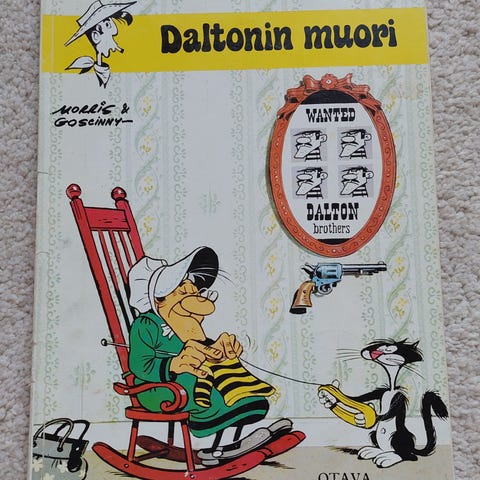 Daltonin muori
MORRIS &
GOSCINNY
WANTED
DALTON
brothers
OTAVA